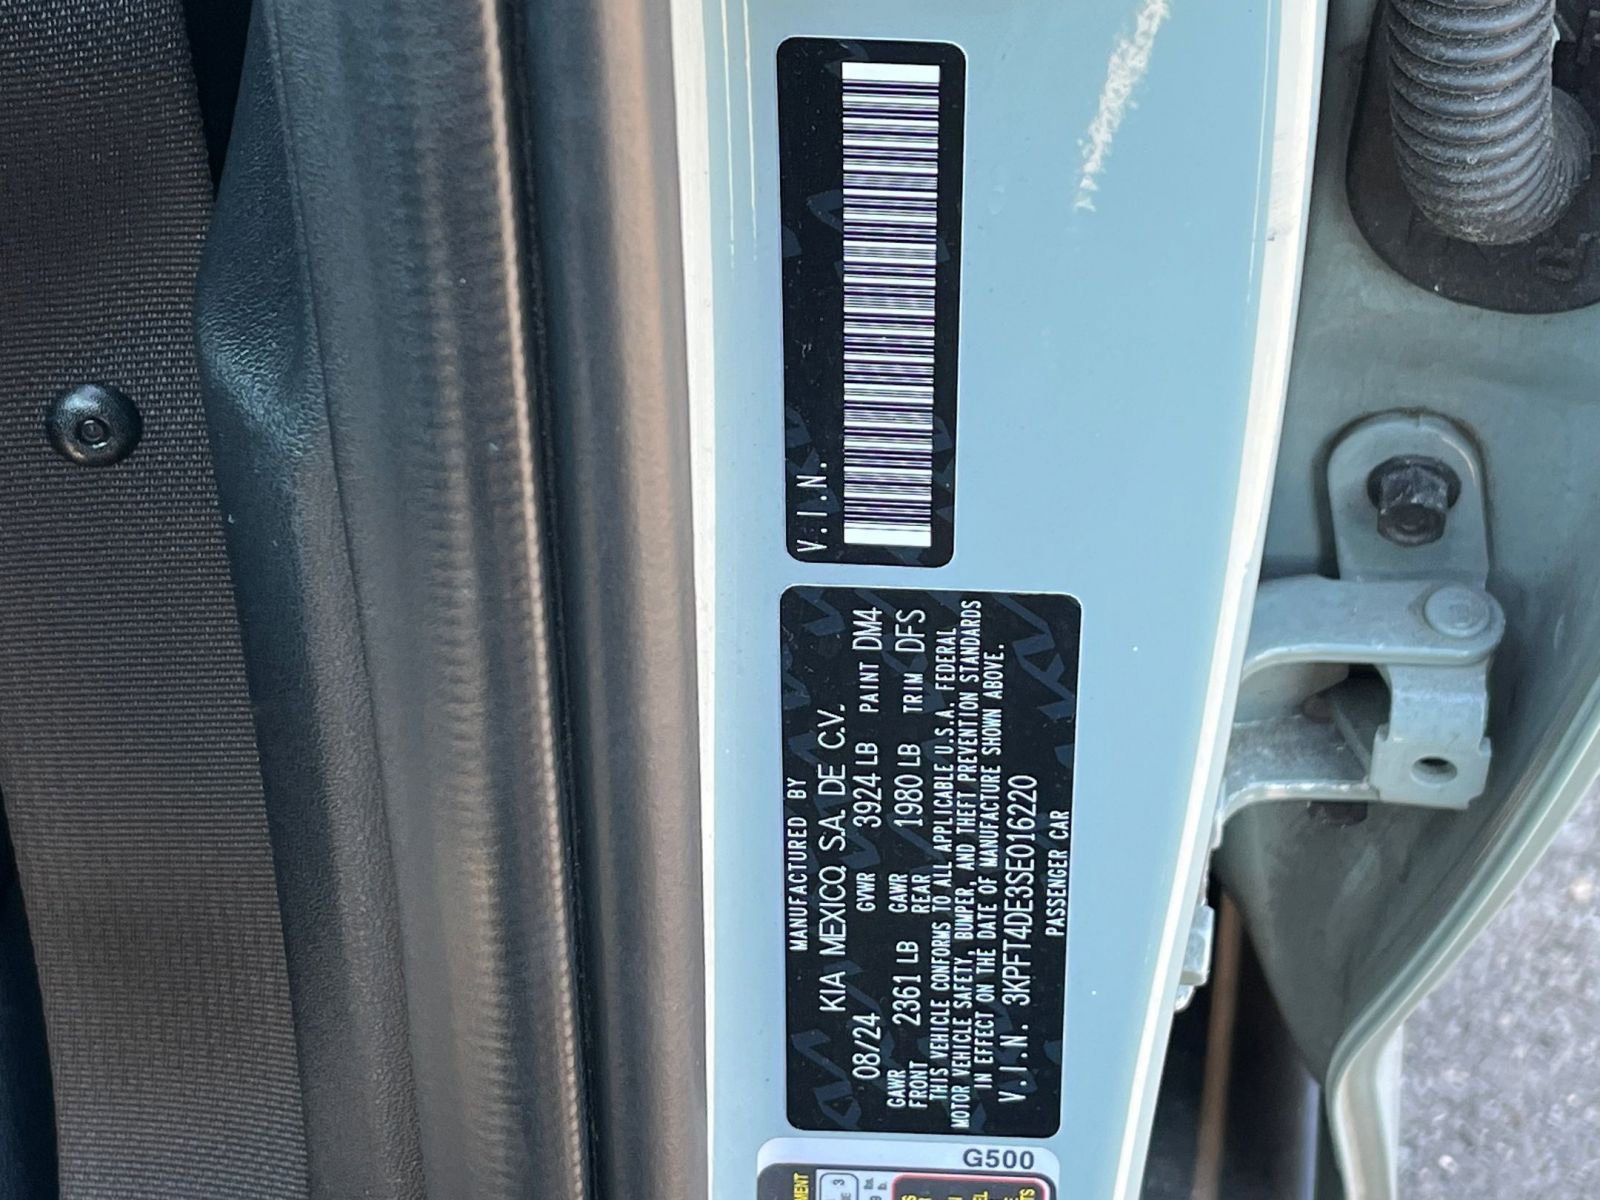 V.I.N.
MANUFACTURED BY
KIA MEXICO, S.A. DE C.V.
08/24 GVWR 3924 LB PAINT DM4
GAWR FRONT 2361 LB GAWR REAR 1980 LB TRIM DFS
THIS VEHICLE CONFORMS TO ALL APPLICABLE U.S.A. FEDERAL
MOTOR VEHICLE SAFETY, BUMPER, AND THEFT PREVENTION STANDARDS
IN EFFECT ON THE DATE OF MANUFACTURE SHOWN ABOVE.
V.I.N. 3KPFT4DE3SE016220
PASSENGER CAR
G500